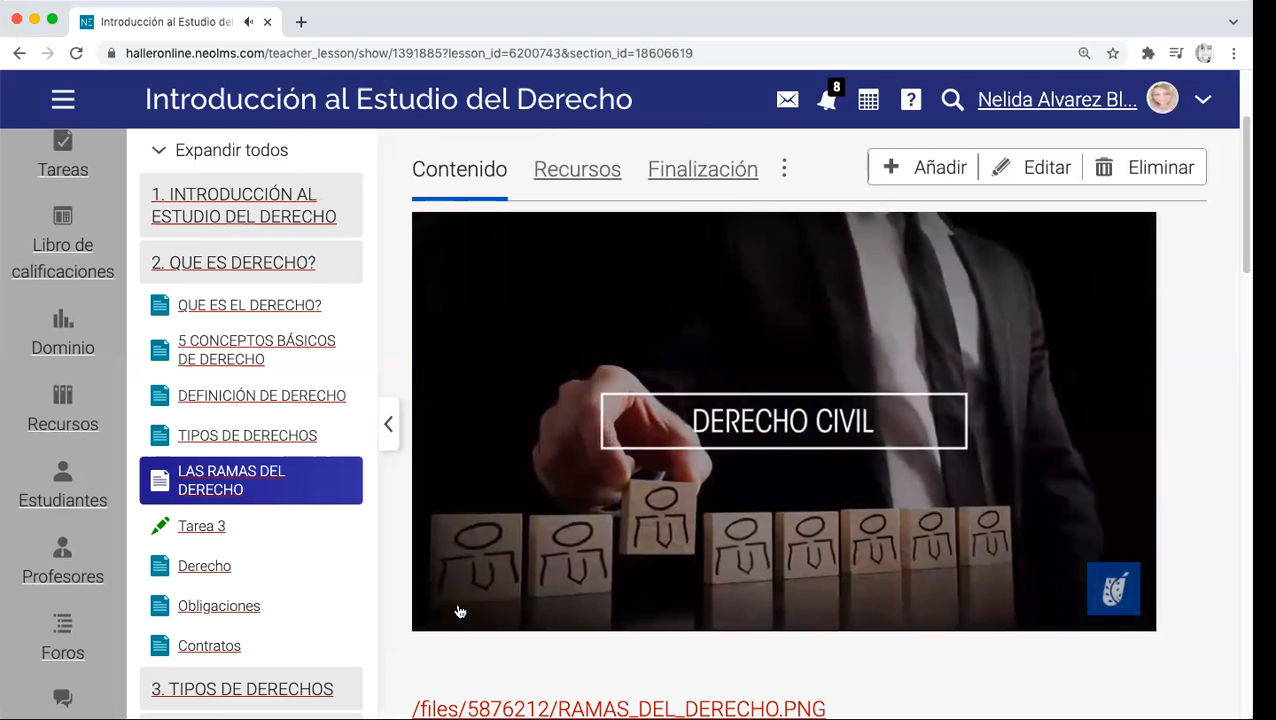 Introducción al Estudio del
halleronline.neolms.com/teacher_lesson/show/1391885?lesson_id=6200743&section_id=18606619
Introducción al Estudio del Derecho
8
Nelida Alvarez Bl...
Tareas
Libro de
calificaciones
Dominio
Recursos
Estudiantes
Profesores
Foros
Expandir todos
1. INTRODUCCIÓN AL
ESTUDIO DEL DERECHO
2. QUE ES DERECHO?
QUE ES EL DERECHO?
5 CONCEPTOS BÁSICOS
DE DERECHO
DEFINICIÓN DE DERECHO
TIPOS DE DERECHOS
LAS RAMAS DEL
DERECHO
Tarea 3
Derecho
Obligaciones
Contratos
3. TIPOS DE DERECHOS
Contenido Recursos Finalización
Añadir Editar Eliminar
DERECHO CIVIL
/files/5876212/RAMAS_DEL_DERECHO.PNG